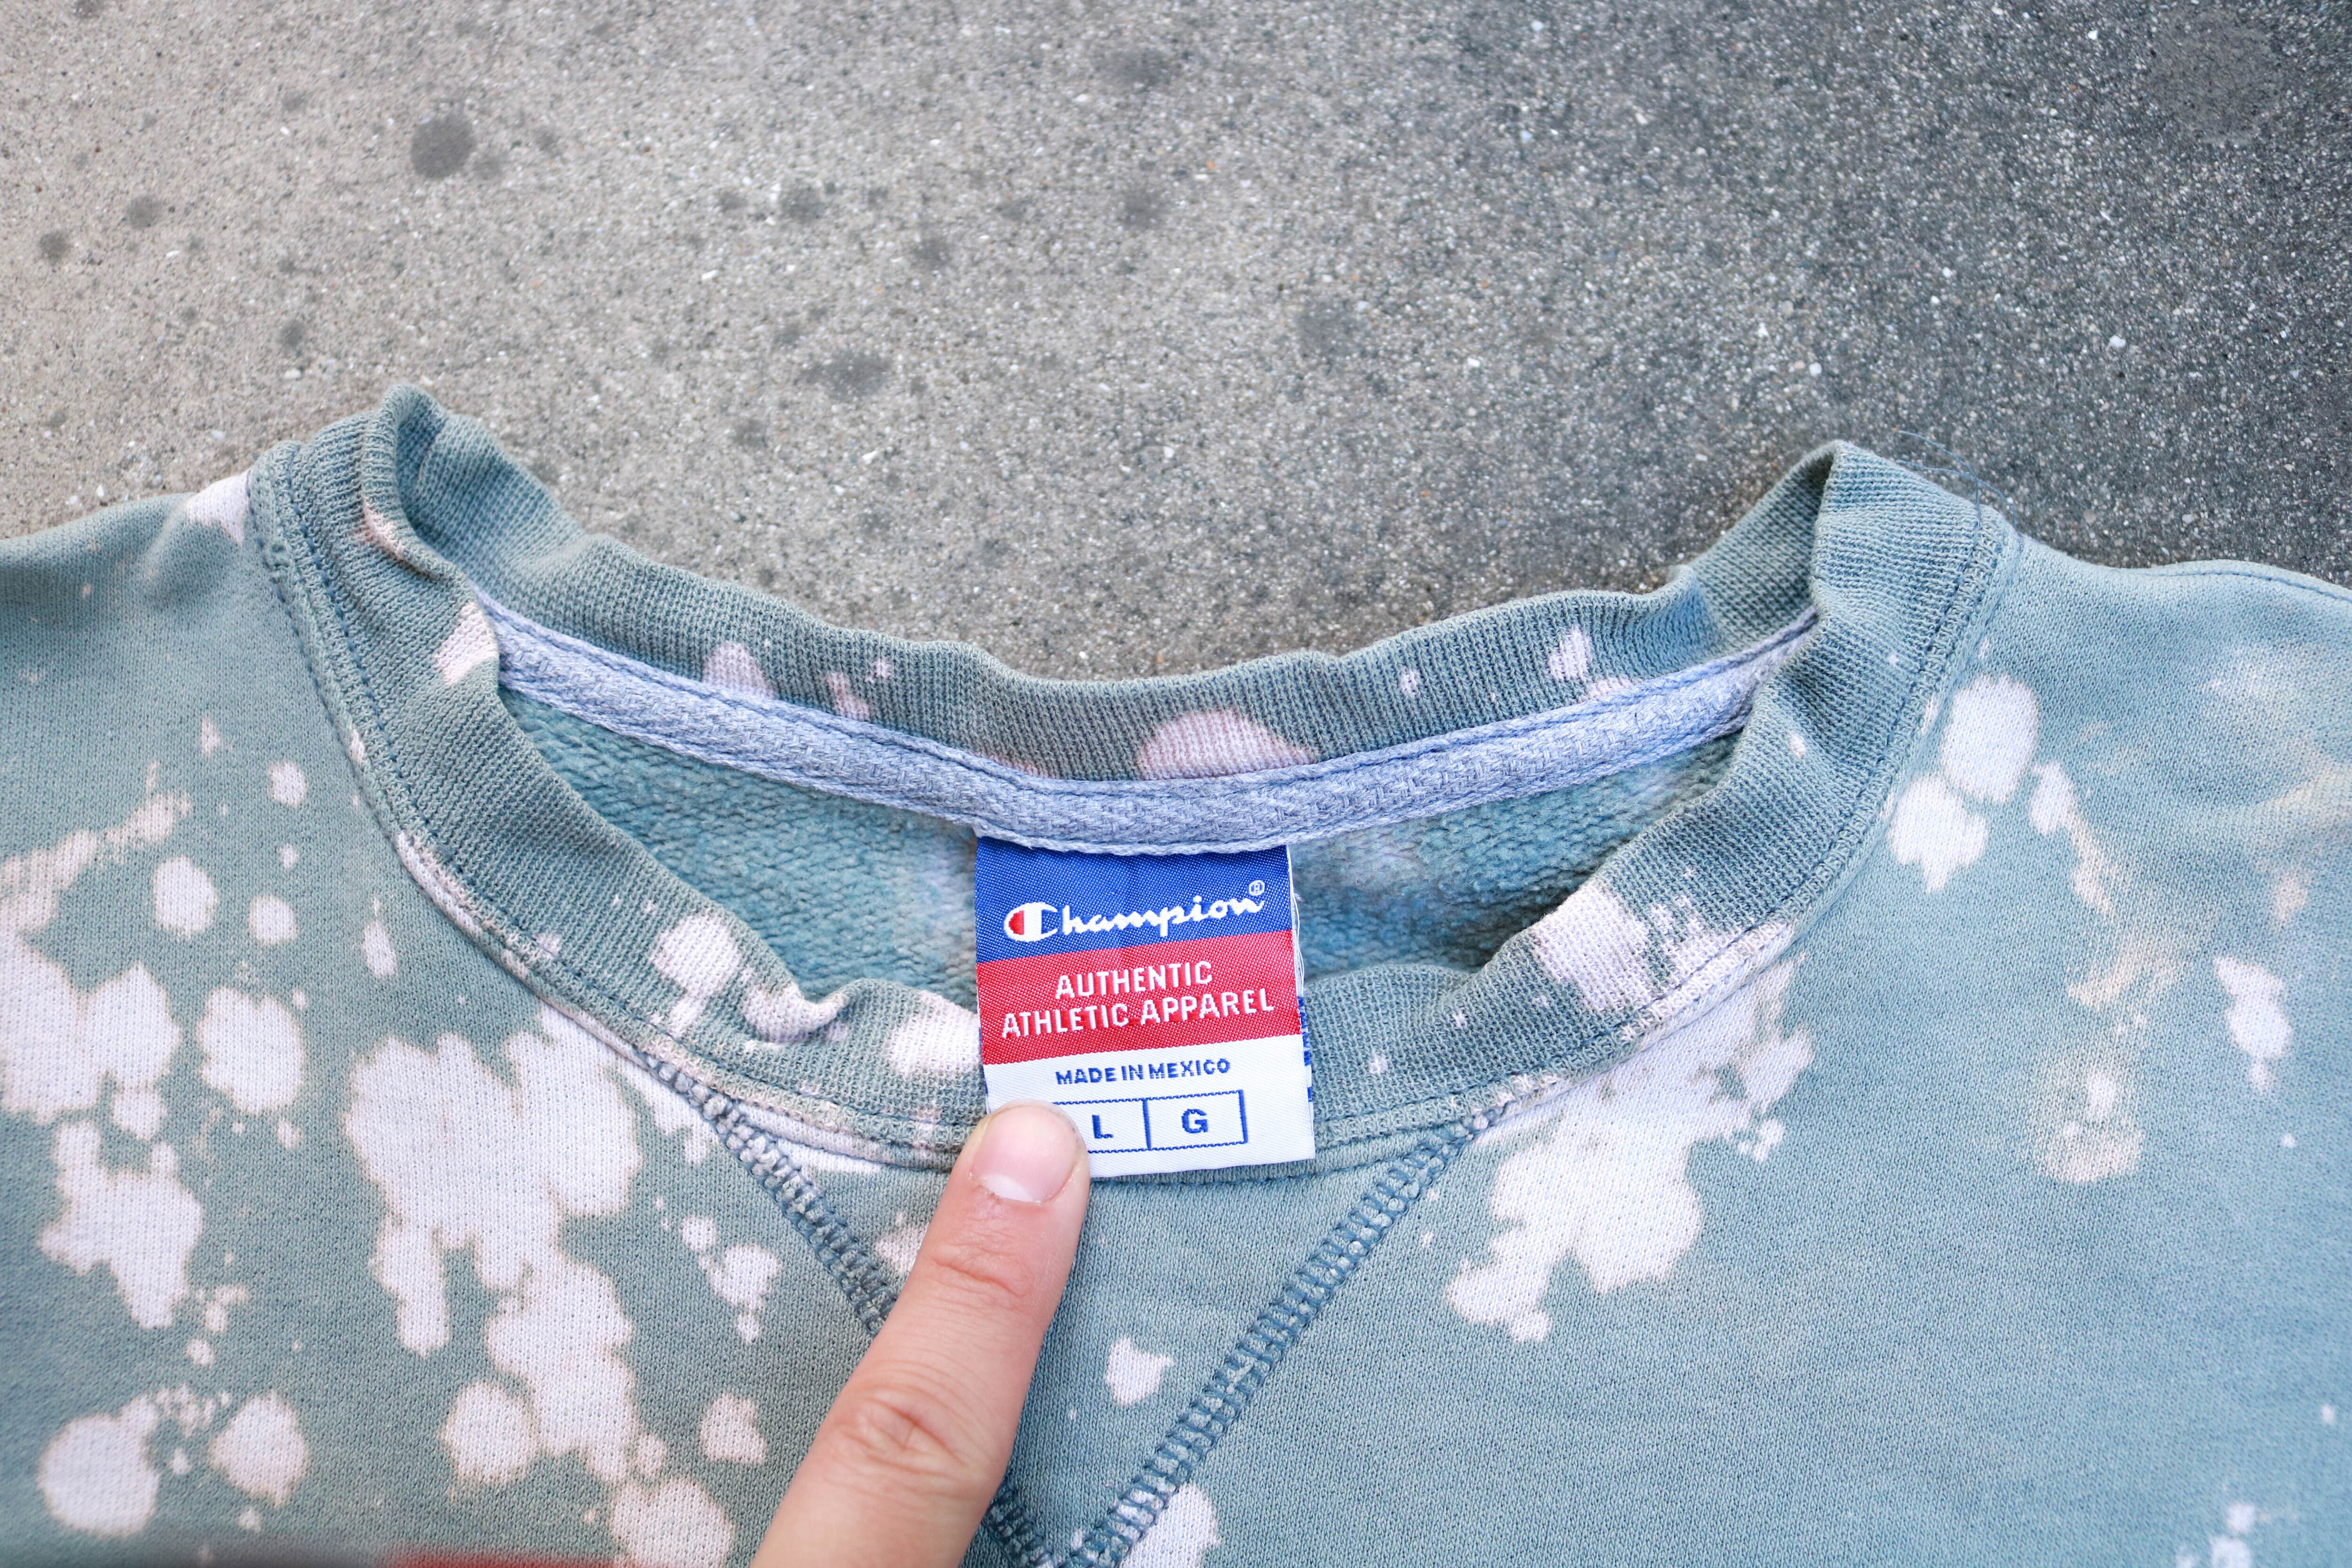 Champion®
AUTHENTIC
ATHLETIC APPAREL
MADE IN MEXICO
L G